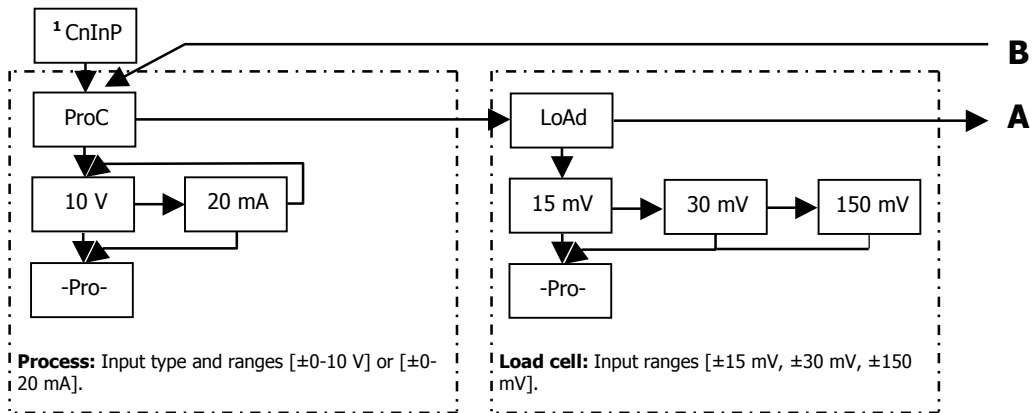 ¹ CnInP
B
ProC
LoAd
A
10 V
20 mA
15 mV
30 mV
150 mV
-Pro-
-Pro-
Process: Input type and ranges [±0-10 V] or [±0-
20 mA].
Load cell: Input ranges [±15 mV, ±30 mV, ±150
mV].